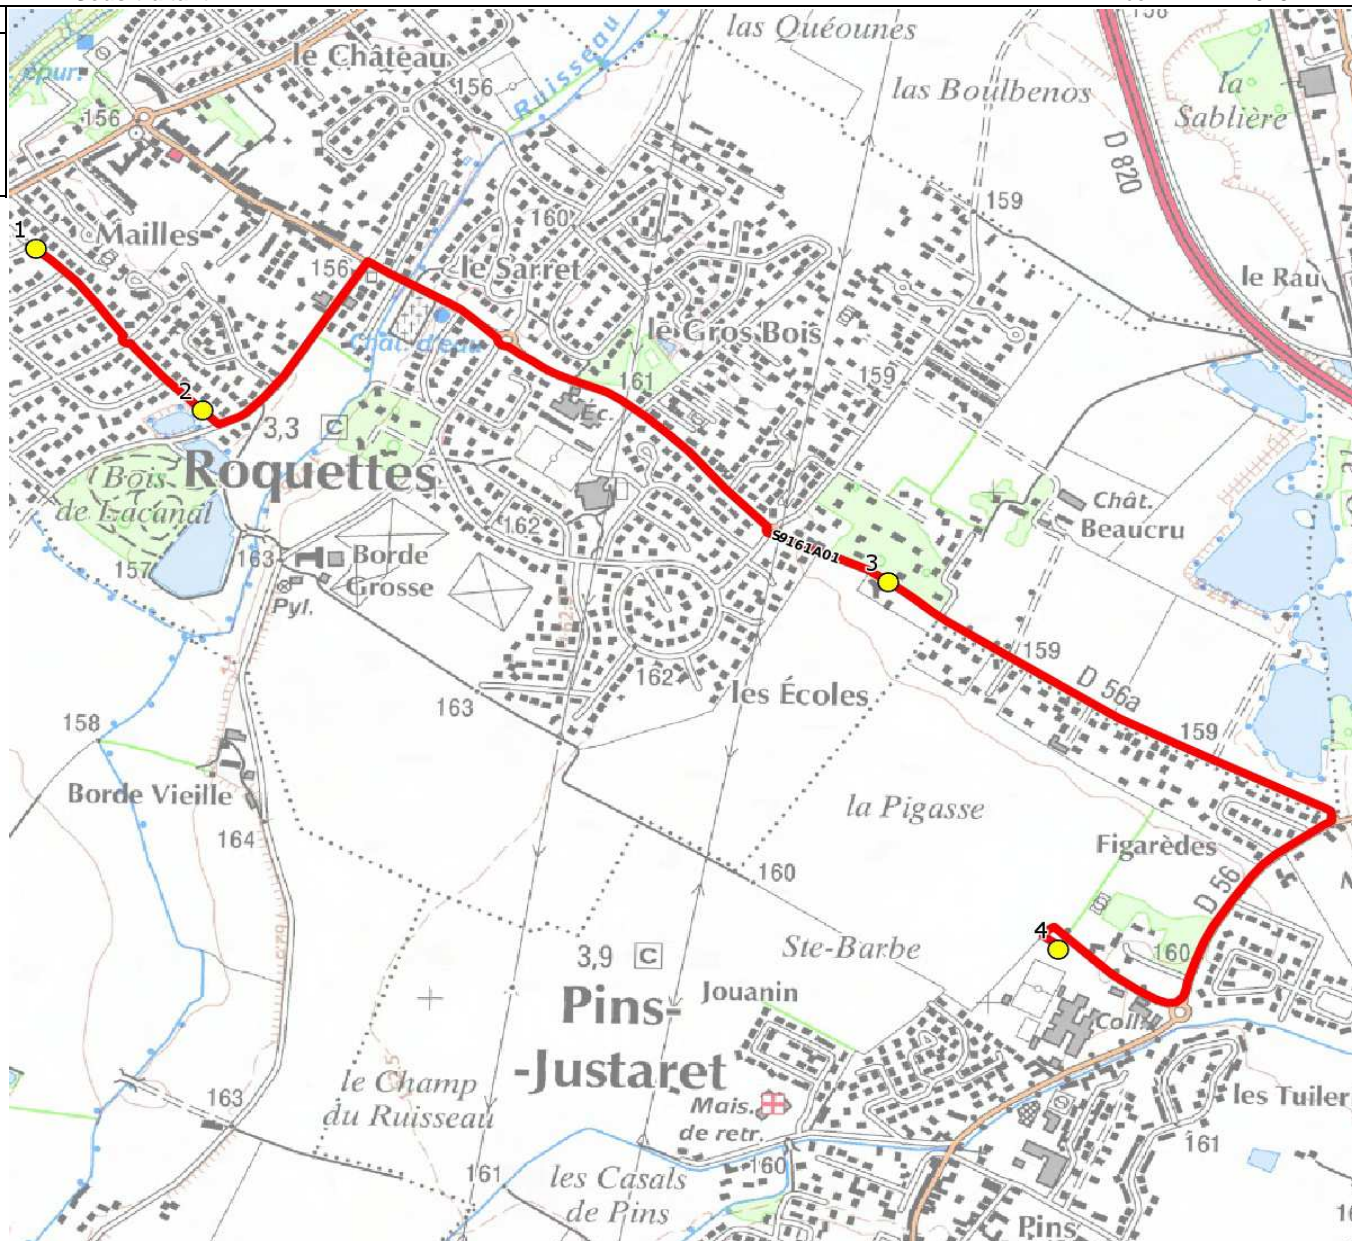 las Quéounes
158
le Château
Ruisseau
la
Sablière
épur.
156
las Boulbenos
156
D 820
159
1
Mailles
160
156
le Sarret
le Rau
Chât. d'eau
le Gros Bois
161
159
2
Éc.
3,3 C
Roquettes
Bois
de Lacanal
162
Chât.
Beaucru
S9161A01
3
157
163
Borde
Grosse
Pyl.
159
162
les Écoles
D 56a
163
158
159
Borde Vieille
la Pigasse
164
Figarèdes
160
D 56
4
Ste-Barbe
160
3,9 C
Jouanin
Pins-
-Justaret
Coll.
le Champ
du Ruisseau
163
Mais.
de retr.
les Tuiler
161
160
161
les Casals
de Pins
Pins